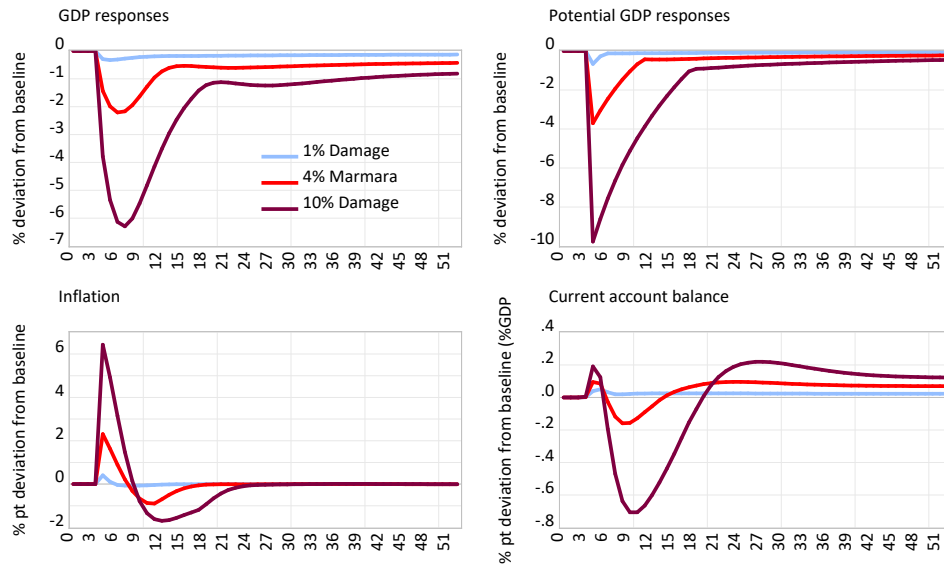 GDP responses
% deviation from baseline
0
-1
-2
-3
-4
-5
-6
-7
1% Damage
4% Marmara
10% Damage
0 3 6 9 12 15 18 21 24 27 30 33 36 39 42 45 48 51
Potential GDP responses
% deviation from baseline
0
-2
-4
-6
-8
-10
0 3 6 9 12 15 18 21 24 27 30 33 36 39 42 45 48 51
Inflation
% pt deviation from baseline
6
4
2
0
-2
0 3 6 9 12 15 18 21 24 27 30 33 36 39 42 45 48 51
Current account balance
% pt deviation from baseline (%GDP
.4
.2
.0
-.2
-.4
-.6
-.8
0 3 6 9 12 15 18 21 24 27 30 33 36 39 42 45 48 51